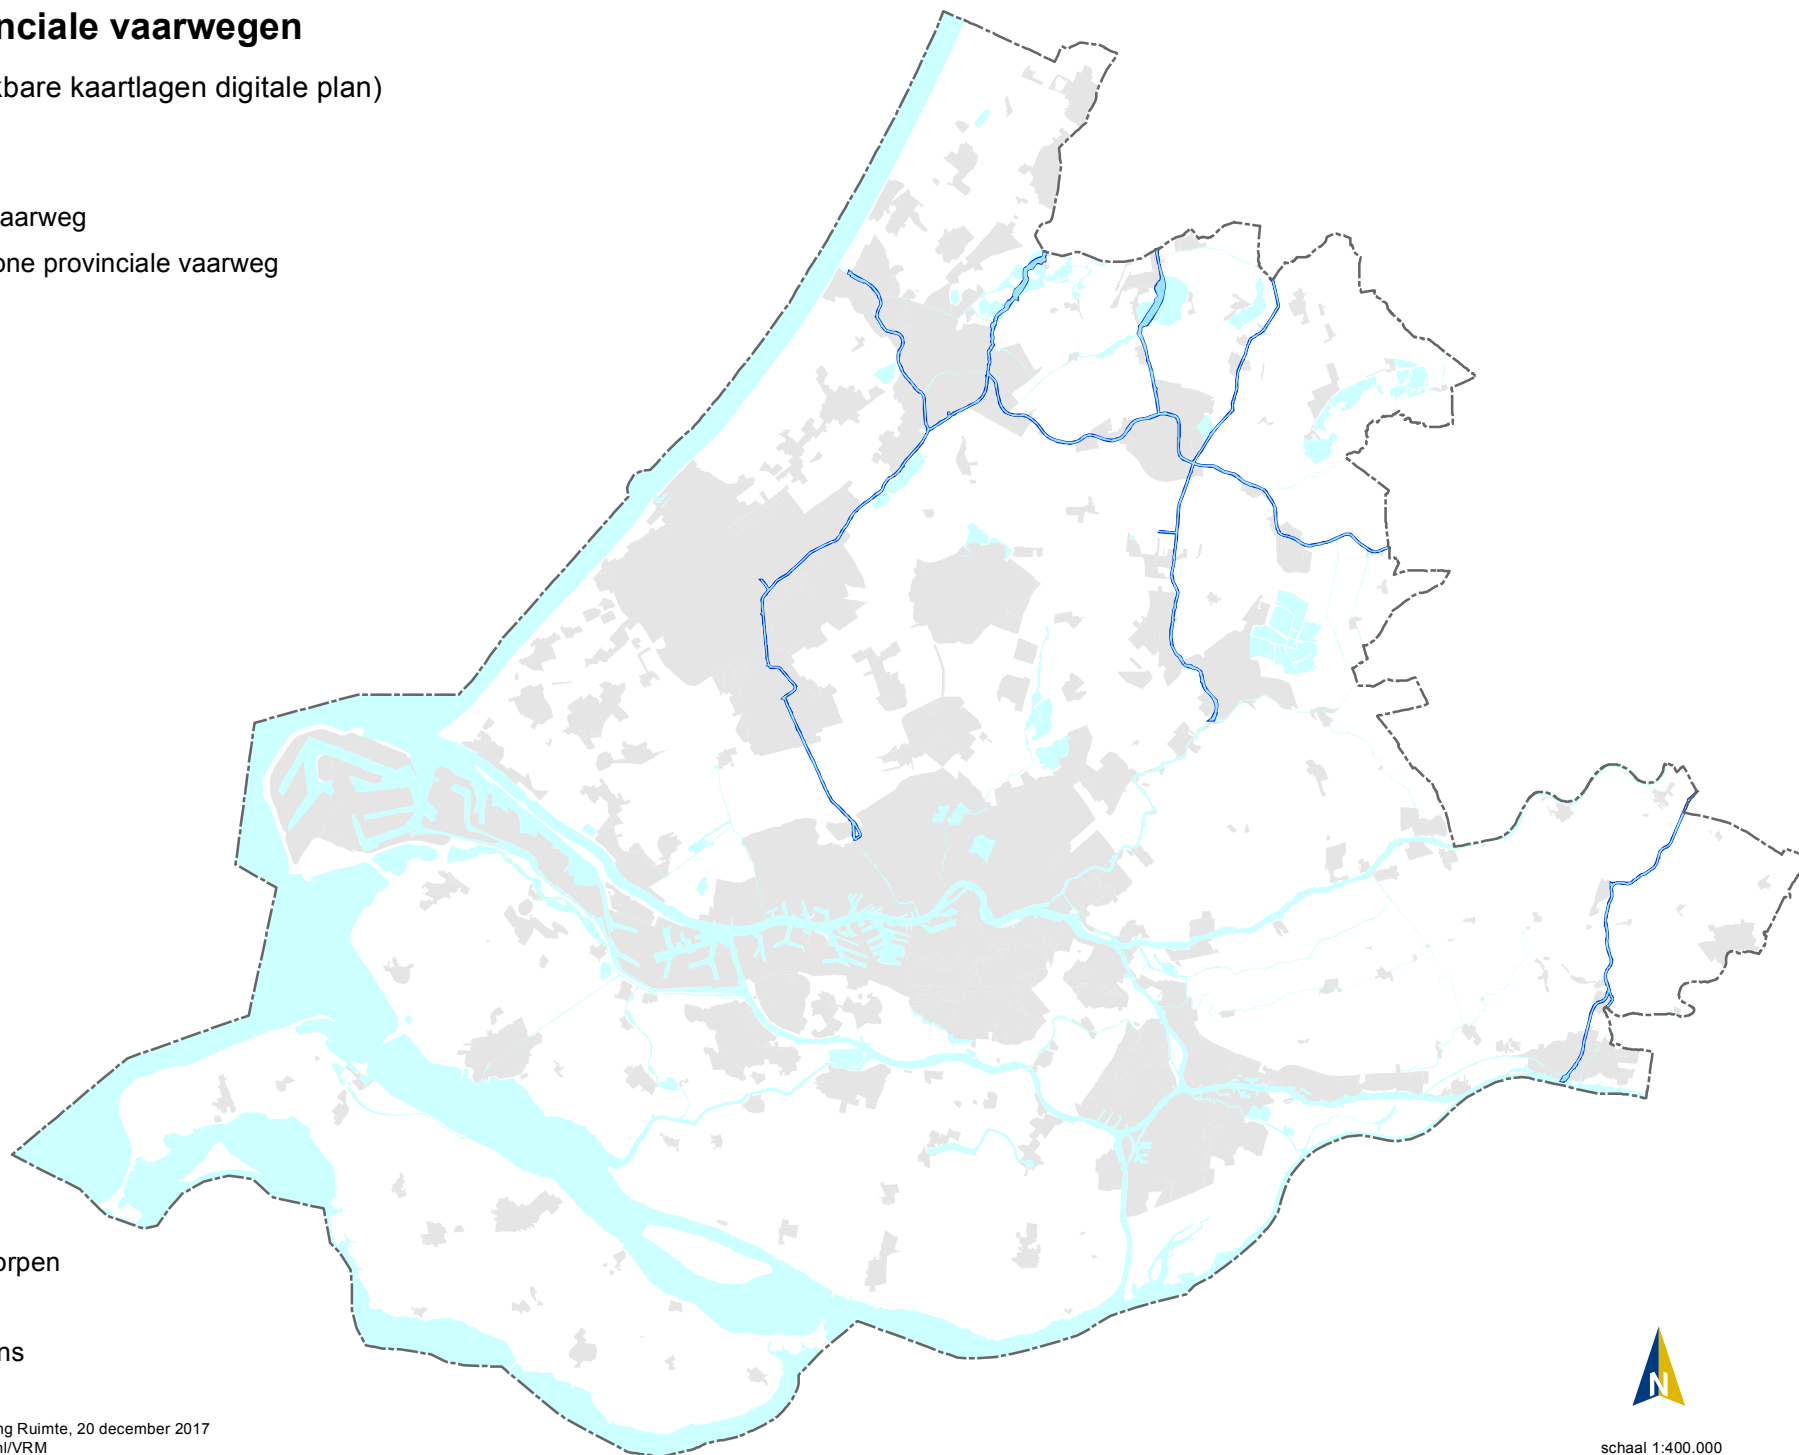 nciale vaarwegen
kbare kaartlagen digitale plan)
aarweg
one provinciale vaarweg
orpen
ns
ng Ruimte, 20 december 2017
nl/VRM
N
schaal 1:400.000